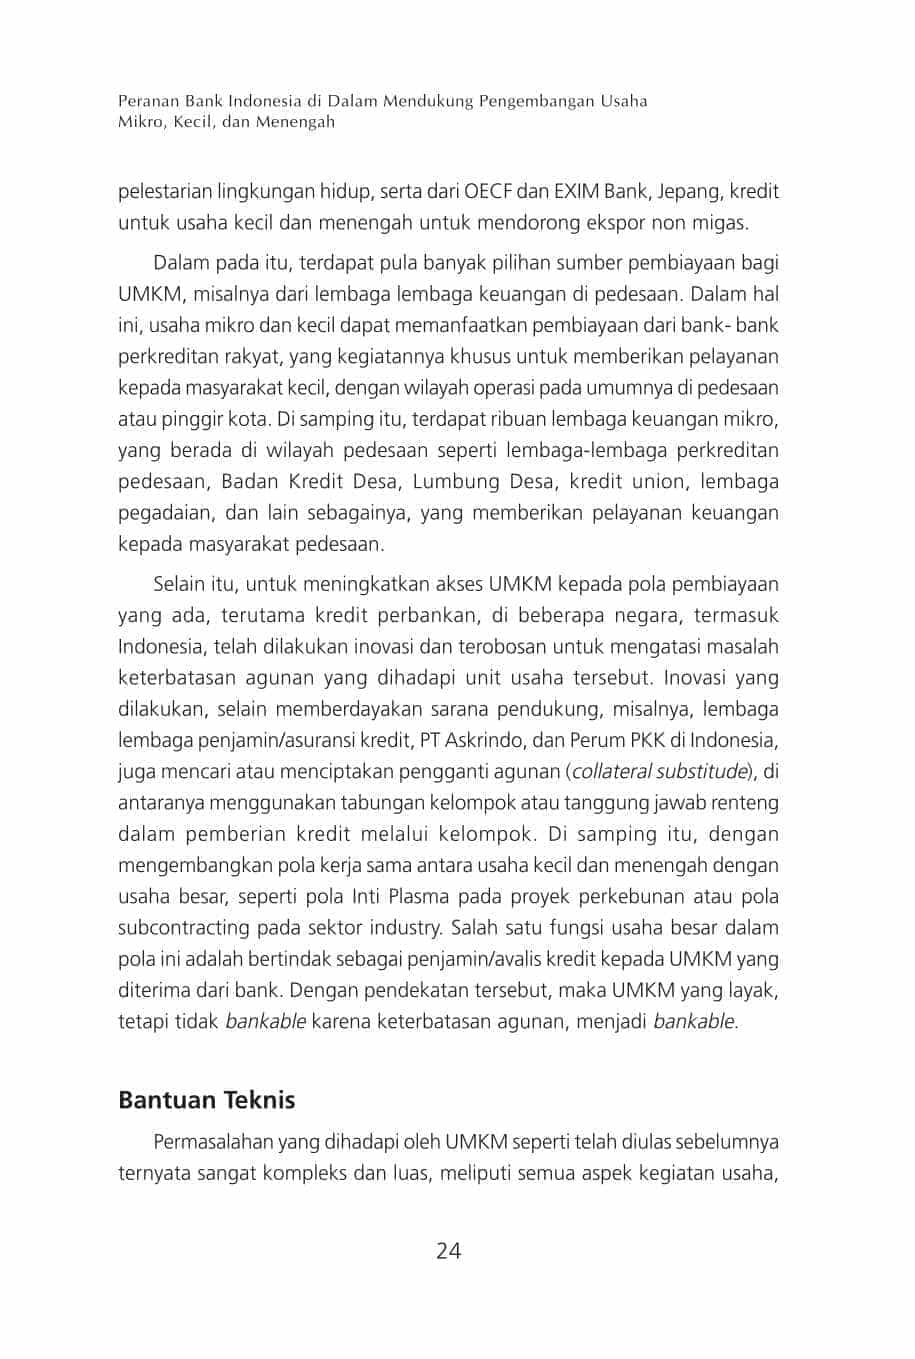 Peranan Bank Indonesia di Dalam Mendukung Pengembangan Usaha
Mikro, Kecil, dan Menengah
pelestarian lingkungan hidup, serta dari OECF dan EXIM Bank, Jepang, kredit
untuk usaha kecil dan menengah untuk mendorong ekspor non migas.
Dalam pada itu, terdapat pula banyak pilihan sumber pembiayaan bagi
UMKM, misalnya dari lembaga lembaga keuangan di pedesaan. Dalam hal
ini, usaha mikro dan kecil dapat memanfaatkan pembiayaan dari bank- bank
perkreditan rakyat, yang kegiatannya khusus untuk memberikan pelayanan
kepada masyarakat kecil, dengan wilayah operasi pada umumnya di pedesaan
atau pinggir kota. Di samping itu, terdapat ribuan lembaga keuangan mikro,
yang berada di wilayah pedesaan seperti lembaga-lembaga perkreditan
pedesaan, Badan Kredit Desa, Lumbung Desa, kredit union, lembaga
pegadaian, dan lain sebagainya, yang memberikan pelayanan keuangan
kepada masyarakat pedesaan.
Selain itu, untuk meningkatkan akses UMKM kepada pola pembiayaan
yang ada, terutama kredit perbankan, di beberapa negara, termasuk
Indonesia, telah dilakukan inovasi dan terobosan untuk mengatasi masalah
keterbatasan agunan yang dihadapi unit usaha tersebut. Inovasi yang
dilakukan, selain memberdayakan sarana pendukung, misalnya, lembaga
lembaga penjamin/asuransi kredit, PT Askrindo, dan Perum PKK di Indonesia,
juga mencari atau menciptakan pengganti agunan (collateral substitude), di
antaranya menggunakan tabungan kelompok atau tanggung jawab renteng
dalam pemberian kredit melalui kelompok. Di samping itu, dengan
mengembangkan pola kerja sama antara usaha kecil dan menengah dengan
usaha besar, seperti pola Inti Plasma pada proyek perkebunan atau pola
subcontracting pada sektor industry. Salah satu fungsi usaha besar dalam
pola ini adalah bertindak sebagai penjamin/avalis kredit kepada UMKM yang
diterima dari bank. Dengan pendekatan tersebut, maka UMKM yang layak,
tetapi tidak bankable karena keterbatasan agunan, menjadi bankable.
Bantuan Teknis
Permasalahan yang dihadapi oleh UMKM seperti telah diulas sebelumnya
ternyata sangat kompleks dan luas, meliputi semua aspek kegiatan usaha,
24